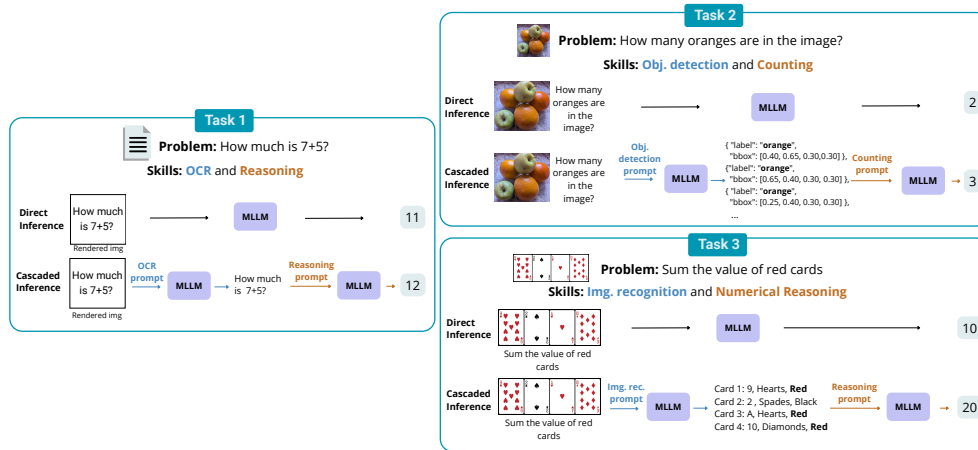 Task 1
Problem: How much is 7+5?
Skills: OCR and Reasoning
Direct
Inference
How much
is 7+5?
Rendered img
MLLM
11
Cascaded
Inference
How much
is 7+5?
Rendered img
OCR
prompt
MLLM
How much
is 7+5?
Reasoning
prompt
MLLM
12
Task 2
Problem: How many oranges are in the image?
Skills: Obj. detection and Counting
Direct
Inference
How many
oranges are
in the
image?
MLLM
2
Cascaded
Inference
How many
oranges are
in the
image?
Obj.
detection
prompt
MLLM
{ "label": "orange",
"bbox": [0.40, 0.65, 0.30,0.30] },
{"label": "orange",
"bbox": [0.65, 0.40, 0.30, 0.30] },
{ "label": "orange",
"bbox": [0.25, 0.40, 0.30, 0.30] },
...
Counting
prompt
MLLM
3
Task 3
Problem: Sum the value of red cards
Skills: Img. recognition and Numerical Reasoning
Direct
Inference
Sum the value of red
cards
MLLM
10
Cascaded
Inference
Sum the value of red
cards
Img. rec.
prompt
MLLM
Card 1: 9, Hearts, Red
Card 2: 2 , Spades, Black
Card 3: A, Hearts, Red
Card 4: 10, Diamonds, Red
Reasoning
prompt
MLLM
20